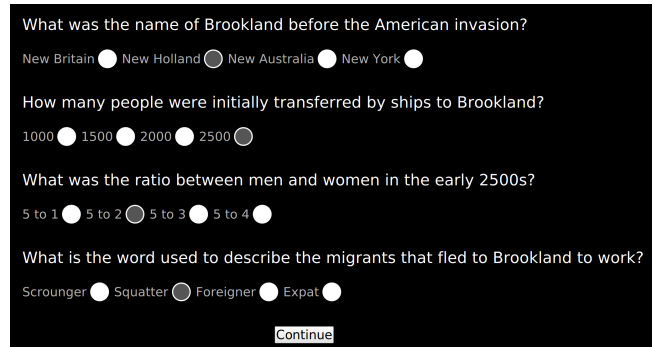 What was the name of Brookland before the American invasion?
New Britain New Holland New Australia New York
How many people were initially transferred by ships to Brookland?
1000 1500 2000 2500
What was the ratio between men and women in the early 2500s?
5 to 1 5 to 2 5 to 3 5 to 4
What is the word used to describe the migrants that fled to Brookland to work?
Scrounger Squatter Foreigner Expat
Continue